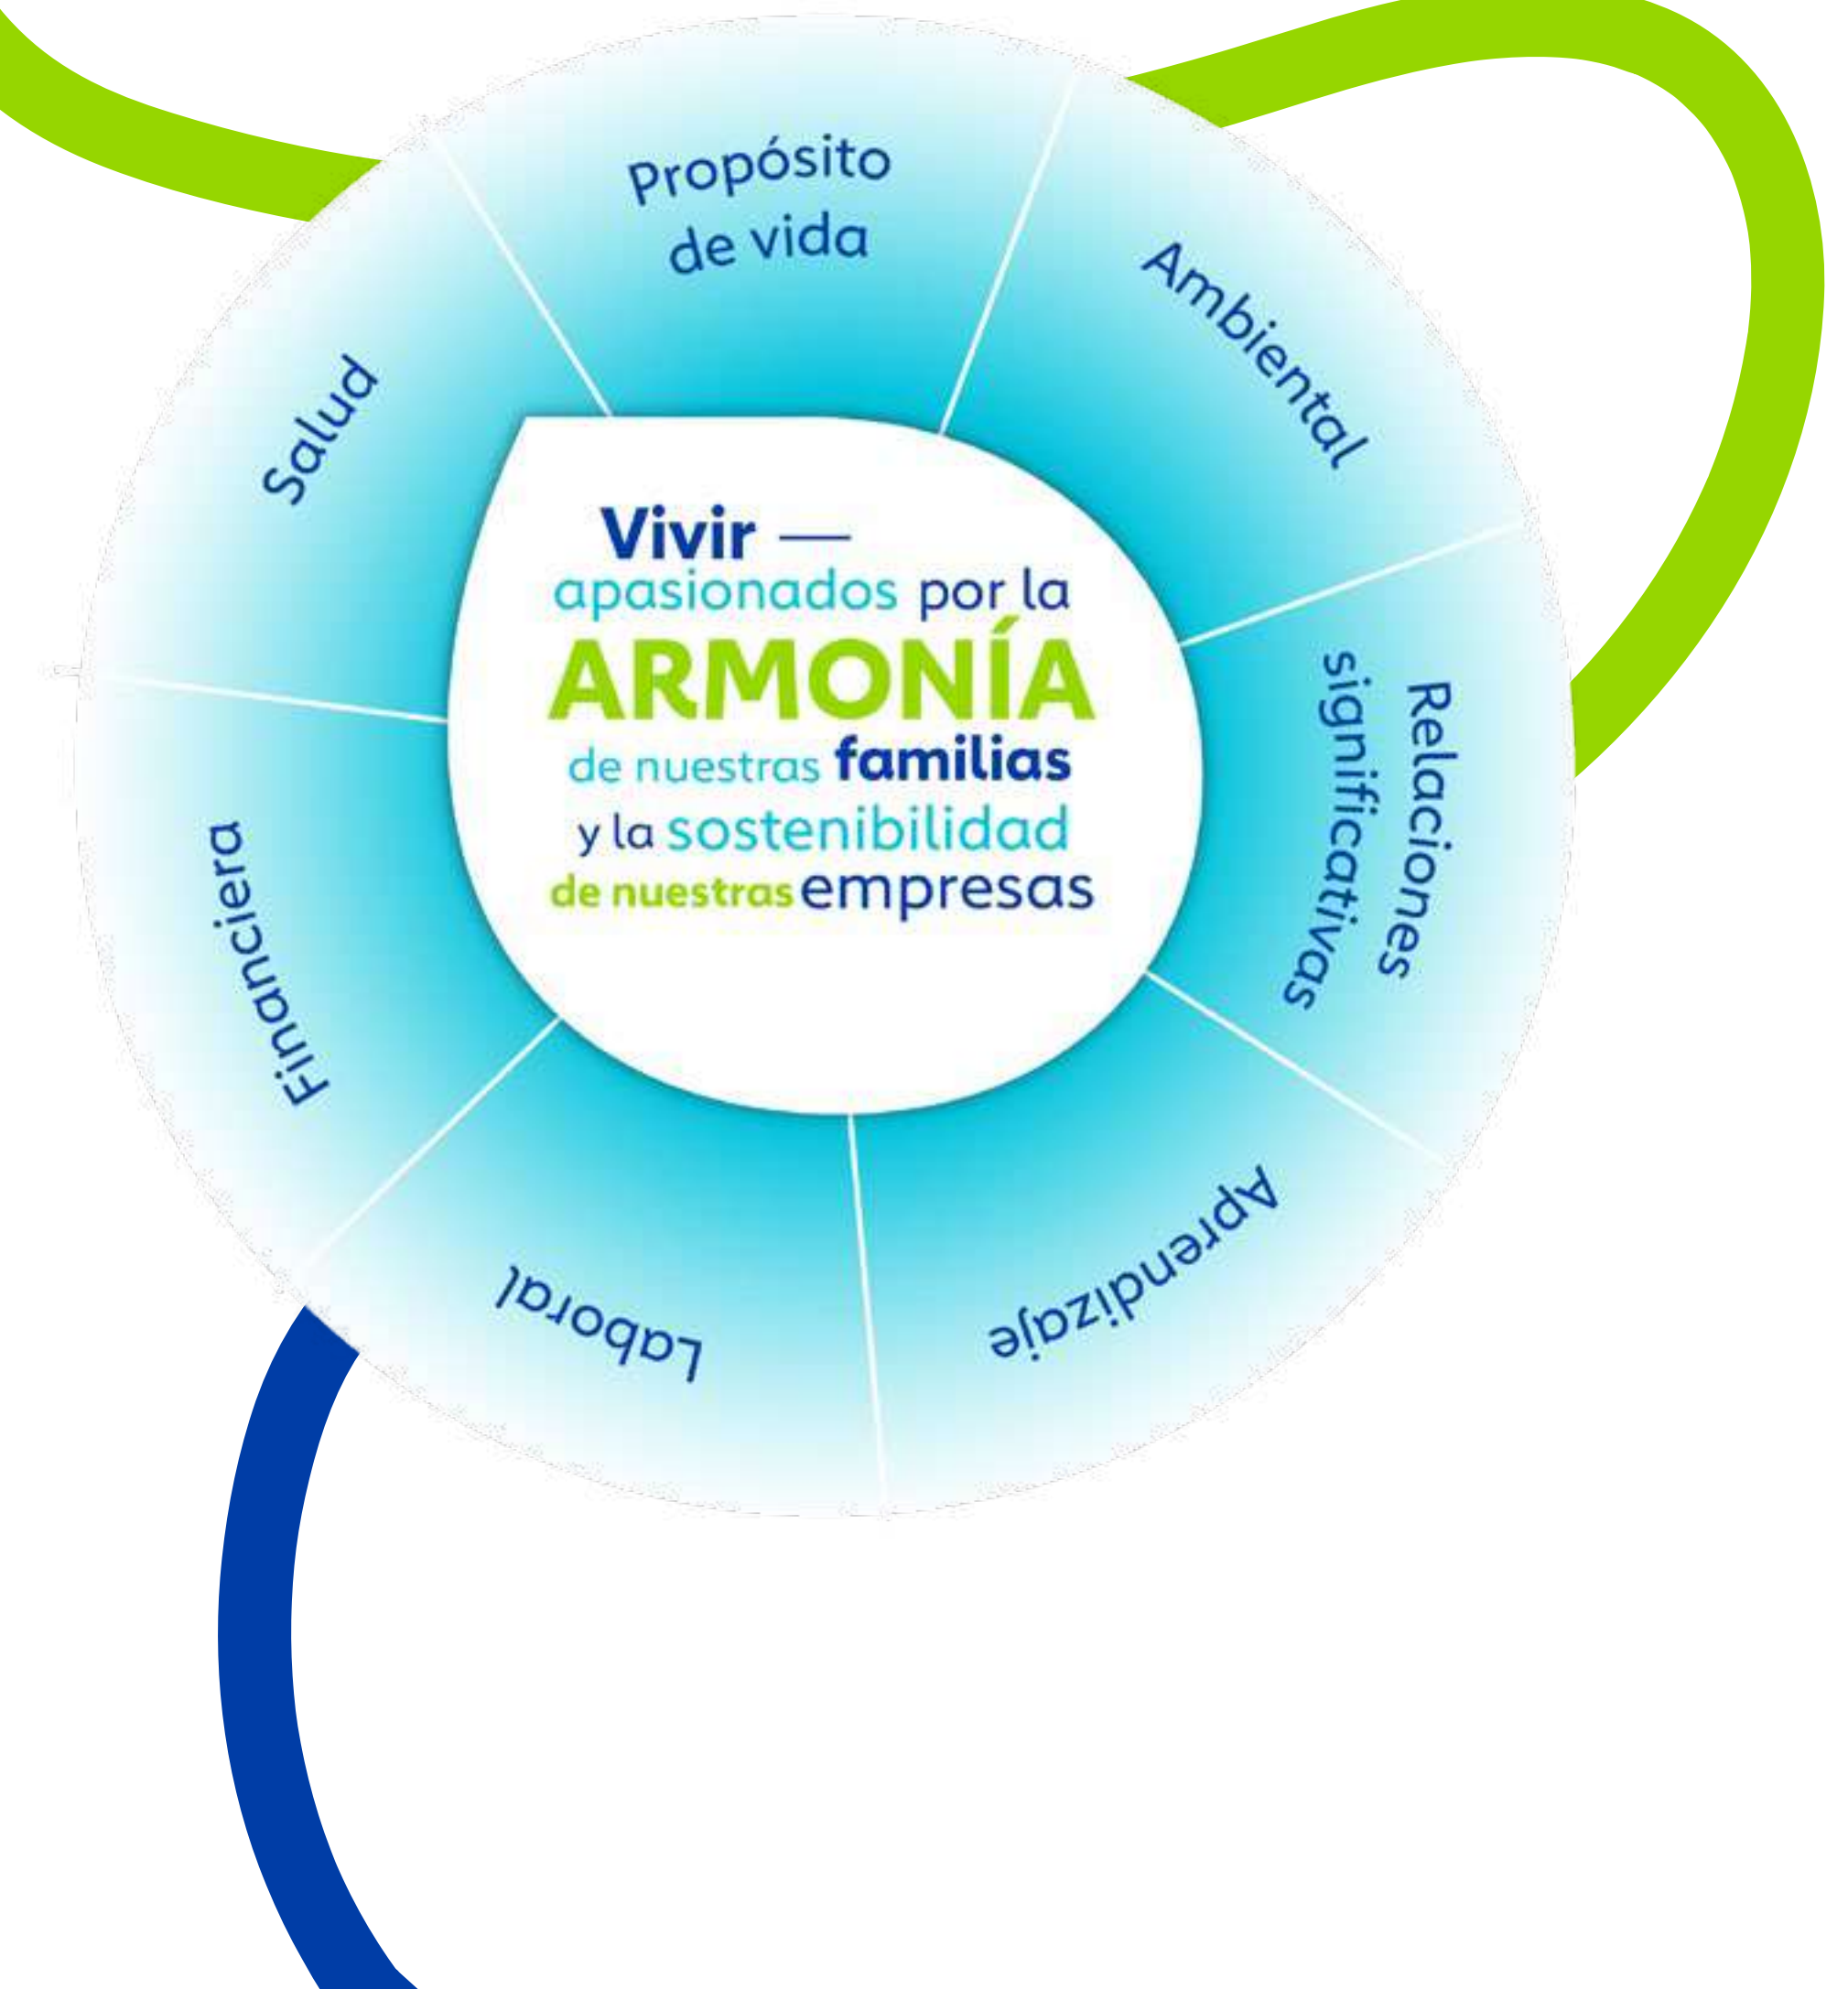 Propósito
de vida
Ambiental
Relaciones
significativas
Aprendizaje
Laboral
Financiera
Salud
Vivir —
apasionados por la
ARMONÍA
de nuestras familias
y la sostenibilidad
de nuestras empresas